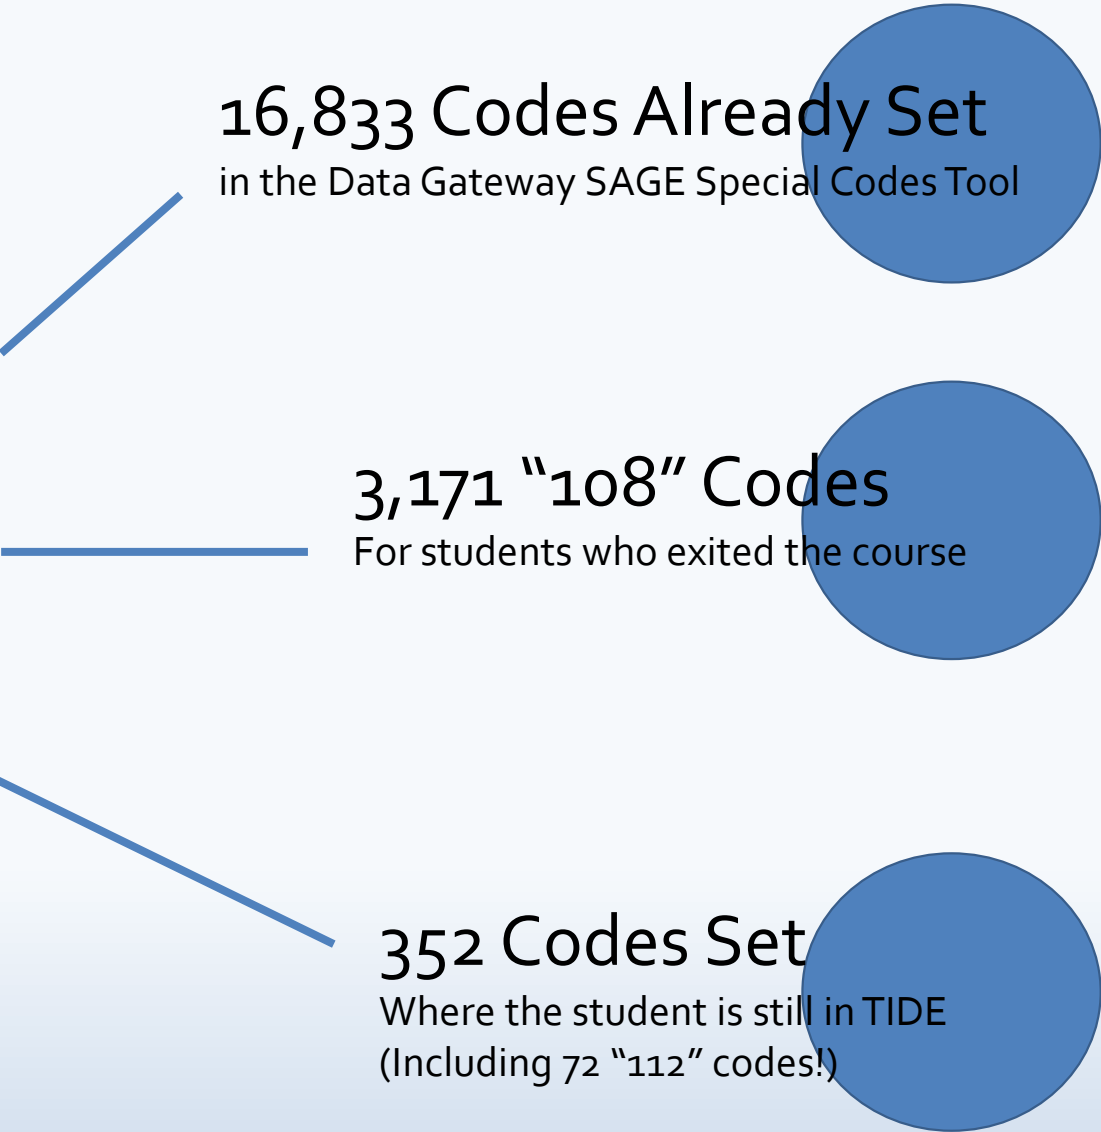 16,833 Codes Already Set
in the Data Gateway SAGE Special Codes Tool
3,171 “108” Codes
For students who exited the course
352 Codes Set
Where the student is still in TIDE
(Including 72 “112” codes!)